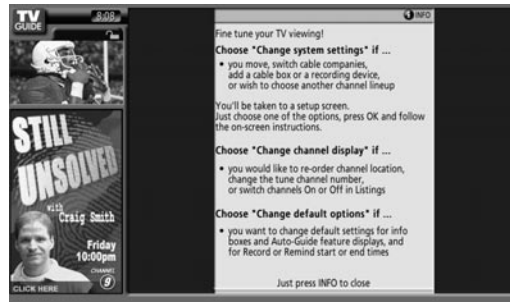 TV
GUIDE
8:08
INFO
Fine tune your TV viewing!
Choose "Change system settings" if ...
• you move, switch cable companies,
add a cable box or a recording device,
or wish to choose another channel lineup
You'll be taken to a setup screen.
Just choose one of the options, press OK and follow
the on-screen instructions.
Choose "Change channel display" if ...
• you would like to re-order channel location,
change the tune channel number,
or switch channels On or Off in Listings
Choose "Change default options" if ...
• you want to change default settings for info
boxes and Auto-Guide feature displays, and
for Record or Remind start or end times
Just press INFO to close
STILL
UNSOLVED
with
Craig Smith
Friday
10:00pm
CHANNEL
9
CLICK HERE